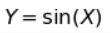 Y = sin(X)